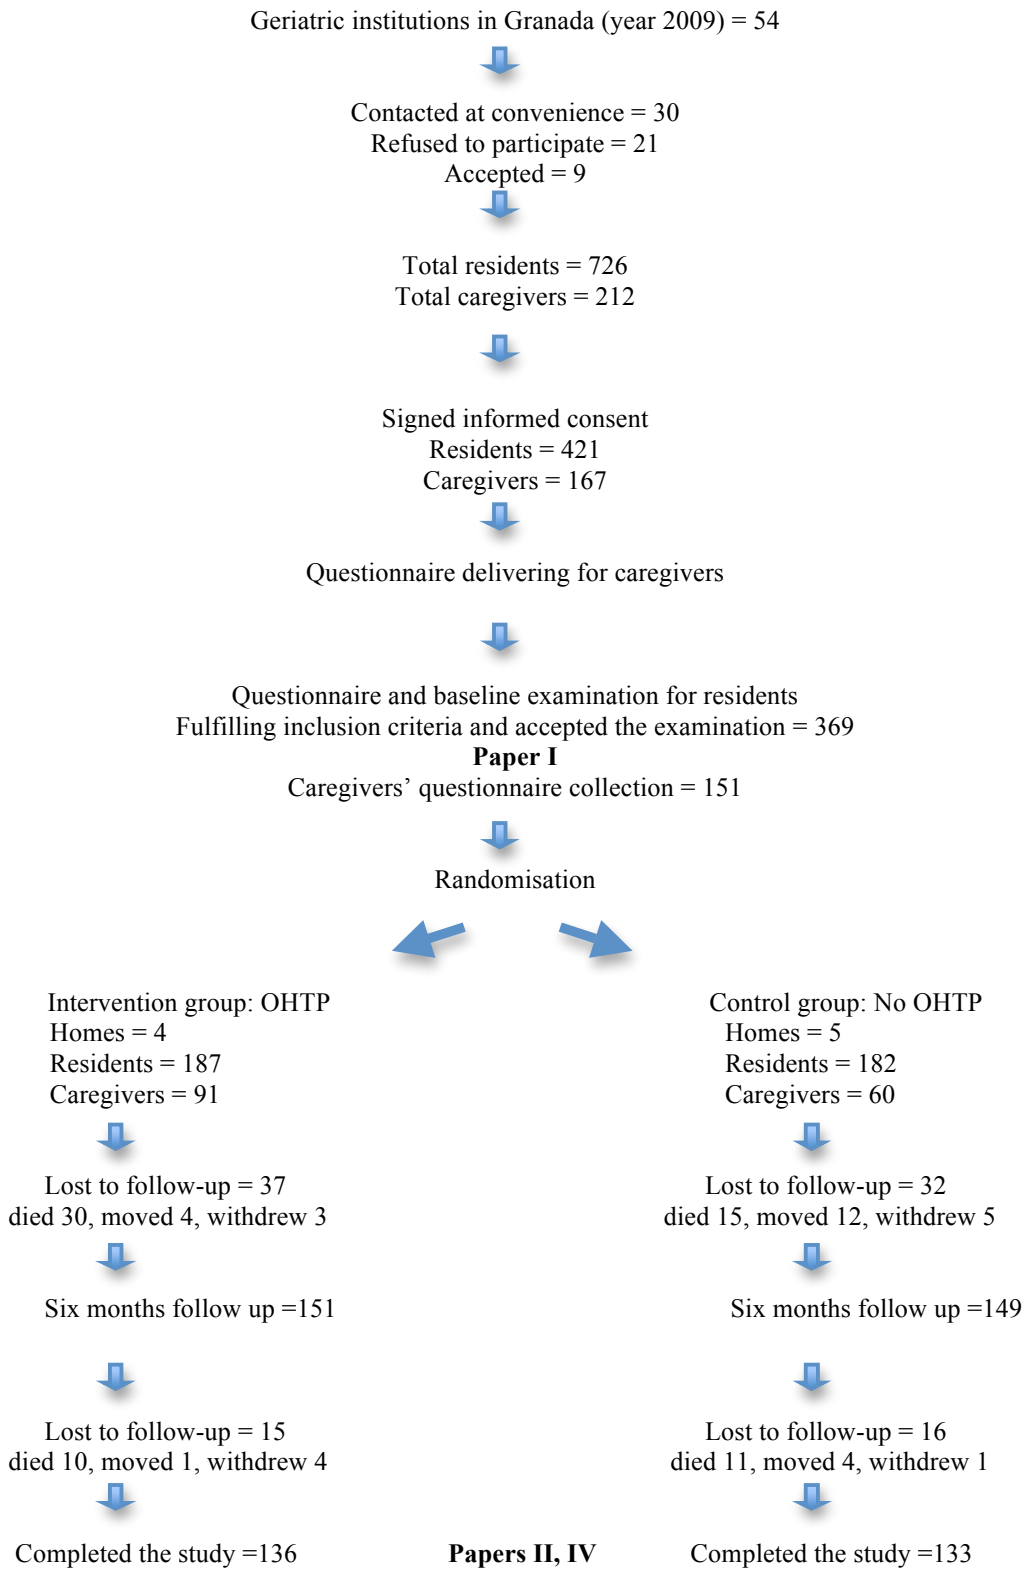 Geriatric institutions in Granada (year 2009) = 54
Contacted at convenience = 30
Refused to participate = 21
Accepted = 9
Total residents = 726
Total caregivers = 212
Signed informed consent
Residents = 421
Caregivers = 167
Questionnaire delivering for caregivers
Questionnaire and baseline examination for residents
Fulfilling inclusion criteria and accepted the examination = 369
Paper I
Caregivers’ questionnaire collection = 151
Randomisation
Intervention group: OHTP
Homes = 4
Residents = 187
Caregivers = 91
Control group: No OHTP
Homes = 5
Residents = 182
Caregivers = 60
Lost to follow-up = 37
died 30, moved 4, withdrew 3
Lost to follow-up = 32
died 15, moved 12, withdrew 5
Six months follow up =151
Six months follow up =149
Lost to follow-up = 15
died 10, moved 1, withdrew 4
Lost to follow-up = 16
died 11, moved 4, withdrew 1
Completed the study =136
Papers II, IV
Completed the study =133